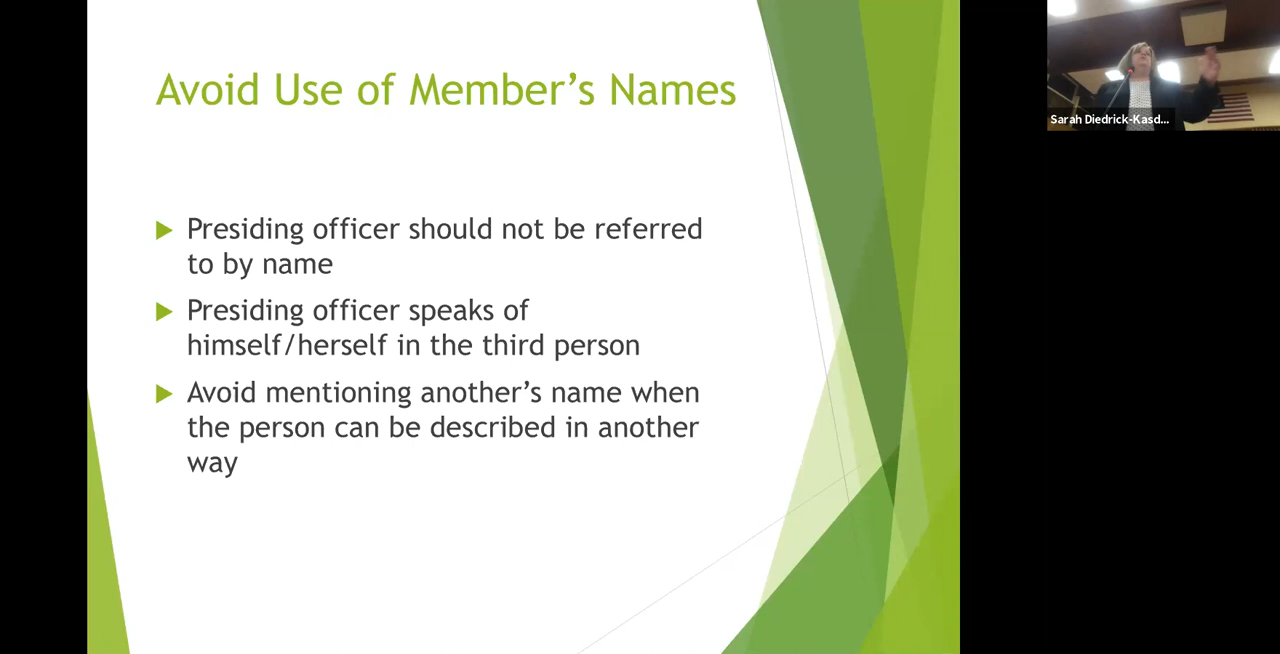 Avoid Use of Member’s Names
Presiding officer should not be referred
to by name
Presiding officer speaks of
himself/herself in the third person
Avoid mentioning another’s name when
the person can be described in another
way
Sarah Diedrick-Kasd...